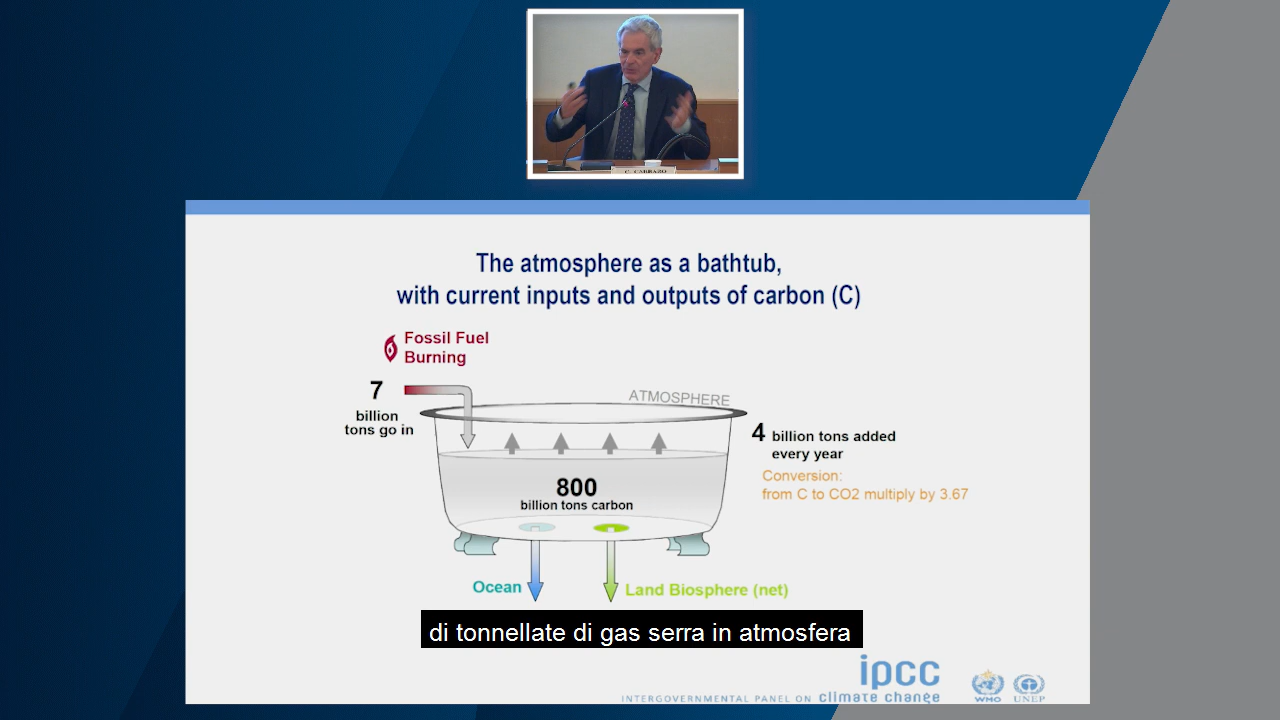 C. CARRARO
The atmosphere as a bathtub,
with current inputs and outputs of carbon (C)
Fossil Fuel
Burning
7
billion
tons go in
ATMOSPHERE
4 billion tons added
every year
Conversion:
from C to CO2 multiply by 3.67
800
billion tons carbon
Ocean
Land Biosphere (net)
di tonnellate di gas serra in atmosfera
ipcc
INTERGOVERNMENTAL PANEL ON climate change
WMO
UNEP